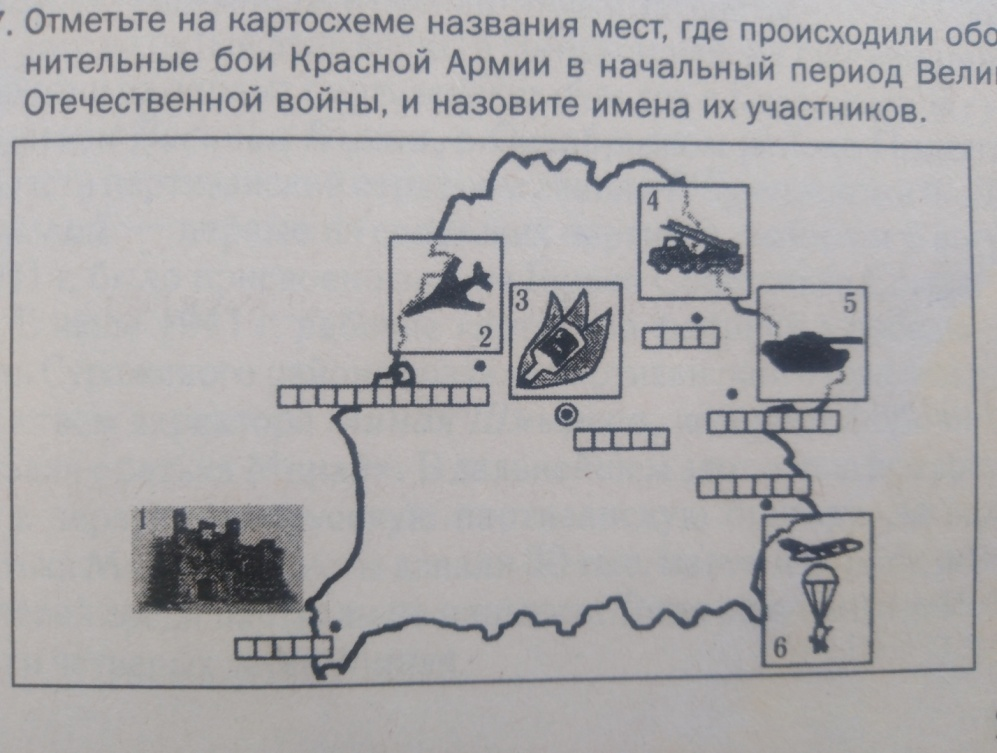 7. Отметьте на картосхеме названия мест, где происходили обо
нительные бои Красной Армии в начальный период Вели
Отечественной войны, и назовите имена их участников.
4
5
3
2
1
6